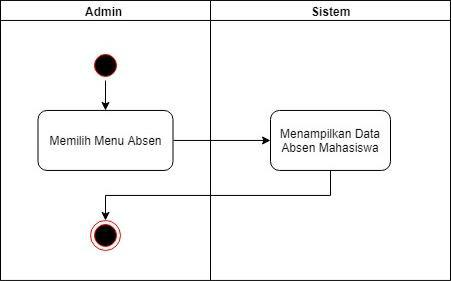 Admin
Sistem
Memilih Menu Absen
Menampilkan Data
Absen Mahasiswa